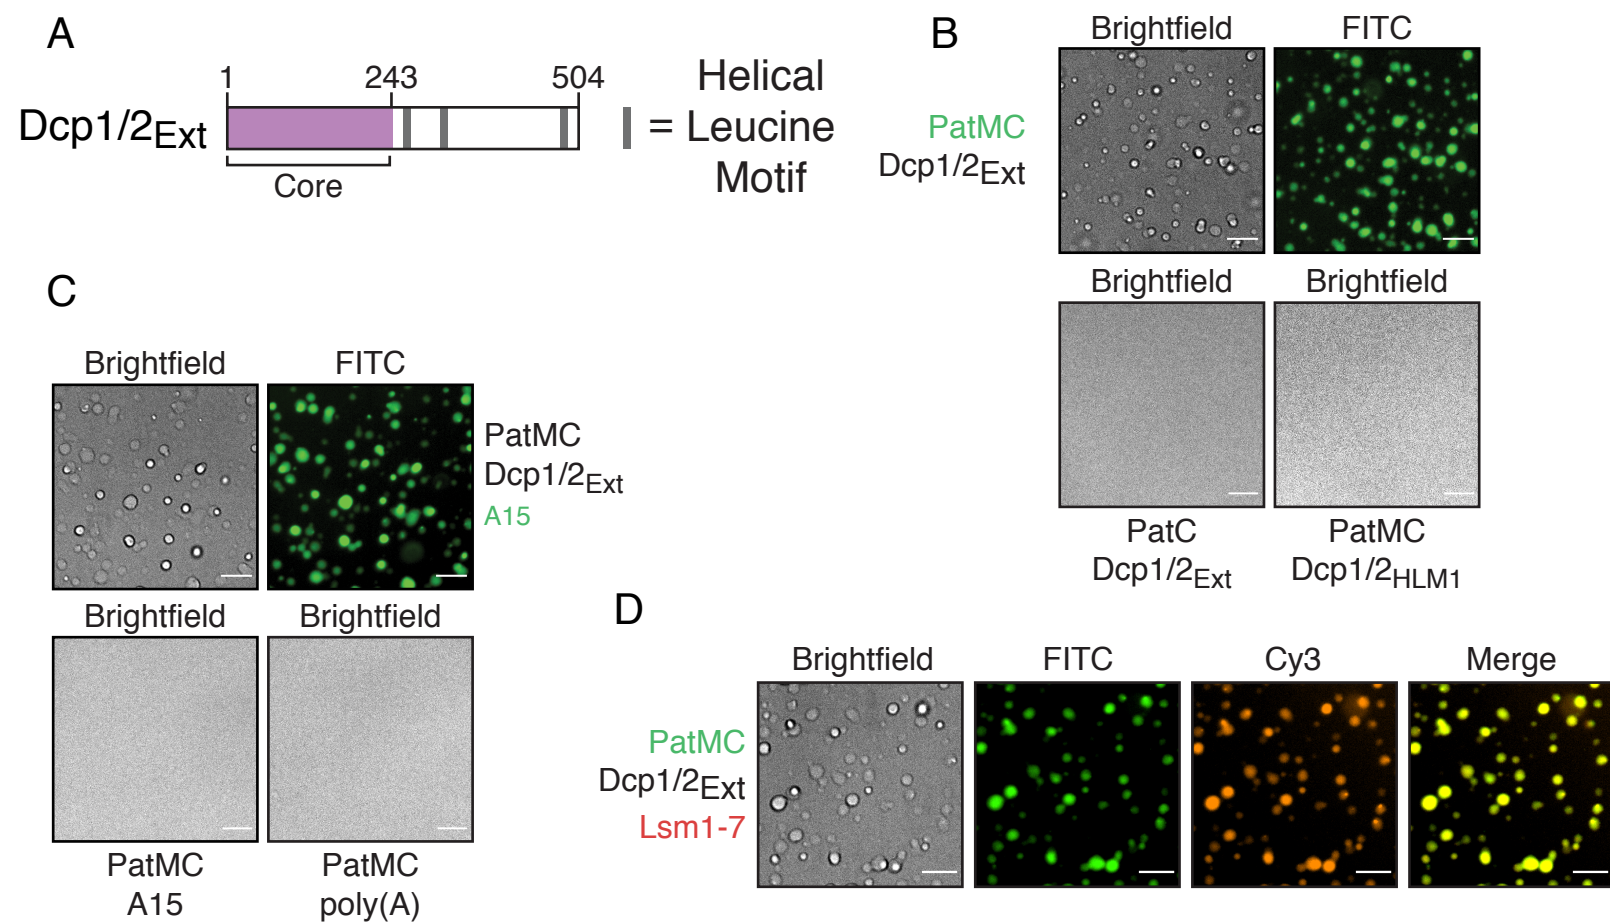 A
1 243 504
Dcp1/2Ext
Core
= Helical
Leucine
Motif
B
Brightfield FITC
PatMC
Dcp1/2Ext
Brightfield Brightfield
PatC
Dcp1/2Ext
PatMC
Dcp1/2HLM1
C
Brightfield FITC
PatMC
Dcp1/2Ext
A15
Brightfield Brightfield
PatMC
A15
PatMC
poly(A)
D
Brightfield FITC Cy3 Merge
PatMC
Dcp1/2Ext
Lsm1-7